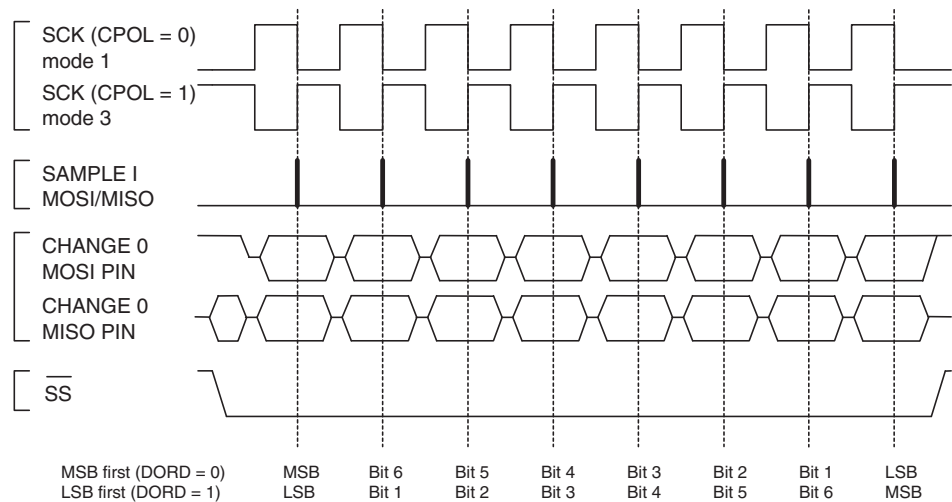 SCK (CPOL = 0)
mode 1
SCK (CPOL = 1)
mode 3
SAMPLE I
MOSI/MISO
CHANGE 0
MOSI PIN
CHANGE 0
MISO PIN
SS
MSB first (DORD = 0) MSB Bit 6 Bit 5 Bit 4 Bit 3 Bit 2 Bit 1 LSB
LSB first (DORD = 1) LSB Bit 1 Bit 2 Bit 3 Bit 4 Bit 5 Bit 6 MSB